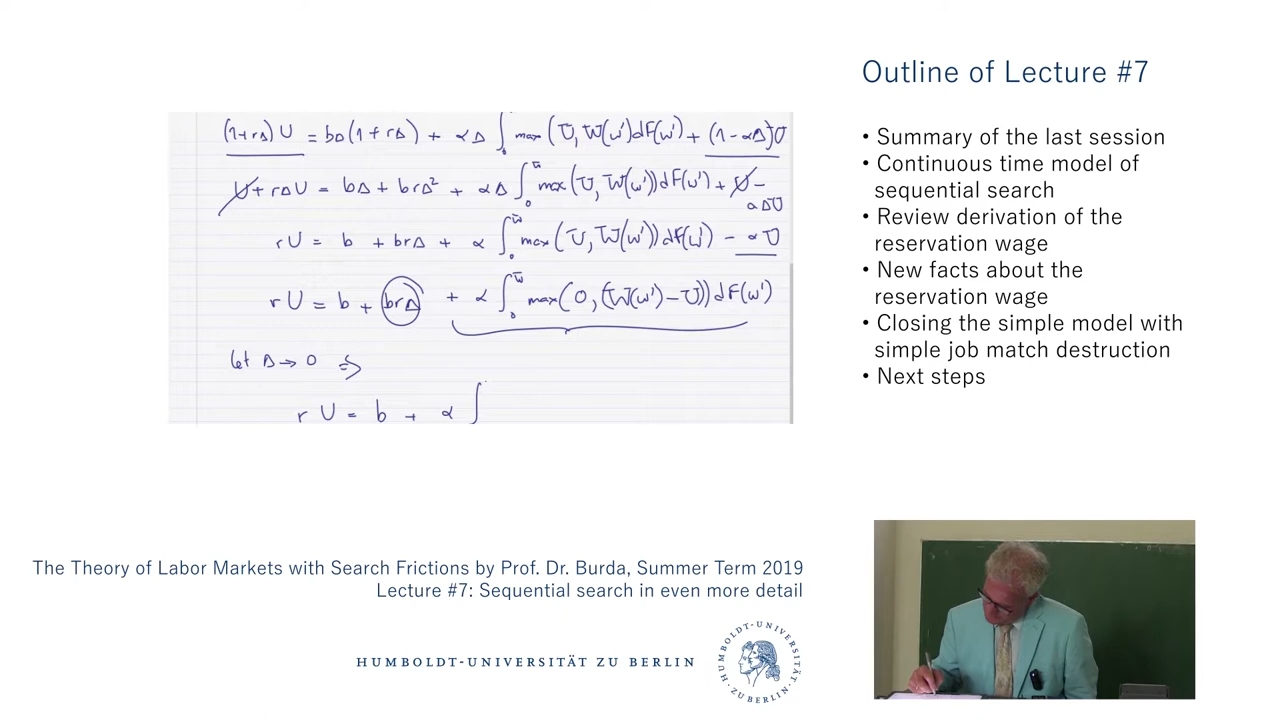 (1+rΔ) U = bΔ(1+rΔ) + αΔ ∫₀ max(U, W(w')dF(w') + (1-αΔ)U
U + rΔU = bΔ + brΔ² + αΔ ∫₀^w̄ max(U, W(w'))dF(w') + U -
αΔU
rU = b + brΔ + α ∫₀^w̄ max(U, W(w'))dF(w') - αU
rU = b + brΔ + α ∫₀^w̄ max(0, (W(w')-U))dF(w')
let Δ→0 ⇒
rU = b + α ∫
Outline of Lecture #7
• Summary of the last session
• Continuous time model of
sequential search
• Review derivation of the
reservation wage
• New facts about the
reservation wage
• Closing the simple model with
simple job match destruction
• Next steps
The Theory of Labor Markets with Search Frictions by Prof. Dr. Burda, Summer Term 2019
Lecture #7: Sequential search in even more detail
HUMBOLDT-UNIVERSITÄT ZU BERLIN
HUMBOLDT-UNIVERSITÄT ZU BERLIN